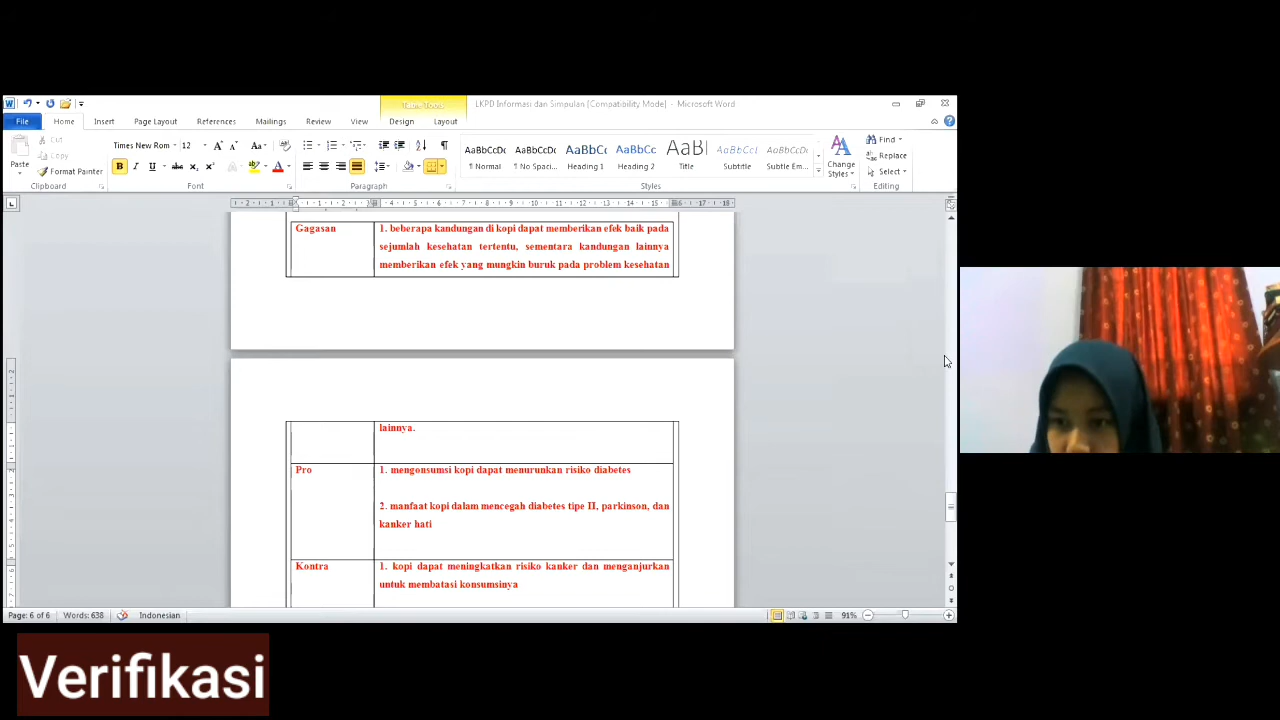 Table Tools
LKPD Informasi dan Simpulan [Compatibility Mode] - Microsoft Word
File Home Insert Page Layout References Mailings Review View Design Layout
Cut
Copy
Format Painter
Paste
Clipboard
Times New Rom 12
Font
Paragraph
AaBbCcDc AaBbCcDc AaBbCc AaBbCc AaBl AaBbCcl AaBbCcDc
¶ Normal ¶ No Spaci... Heading 1 Heading 2 Title Subtitle Subtle Em...
Change Styles
Styles
Find
Replace
Select
Editing
Gagasan
1. beberapa kandungan di kopi dapat memberikan efek baik pada
sejumlah kesehatan tertentu, sementara kandungan lainnya
memberikan efek yang mungkin buruk pada problem kesehatan
lainnya.
Pro
1. mengonsumsi kopi dapat menurunkan risiko diabetes
2. manfaat kopi dalam mencegah diabetes tipe II, parkinson, dan
kanker hati
Kontra
1. kopi dapat meningkatkan risiko kanker dan menganjurkan
untuk membatasi konsumsinya
Page: 6 of 6 Words: 638 Indonesian 91%
Verifikasi